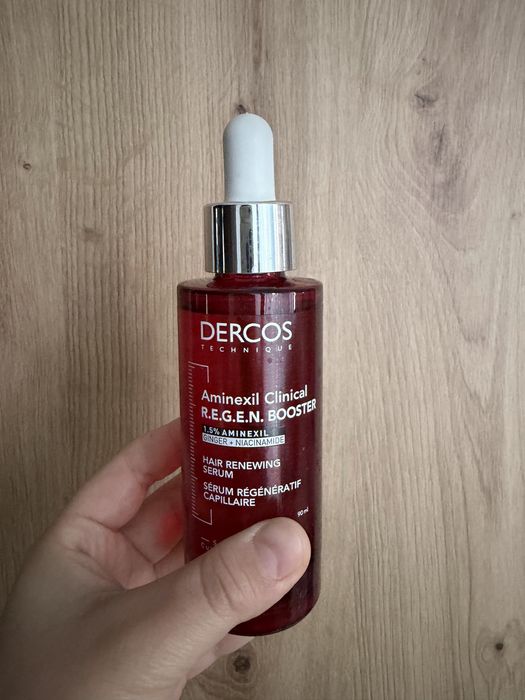 DERCOS
TECHNIQUE
Aminexil Clinical
R.E.G.E.N. BOOSTER
1.5% AMINEXIL
GINGER + NIACINAMIDE
HAIR RENEWING
SERUM
SÉRUM RÉGÉNÉRATIF
CAPILLAIRE
90 ml